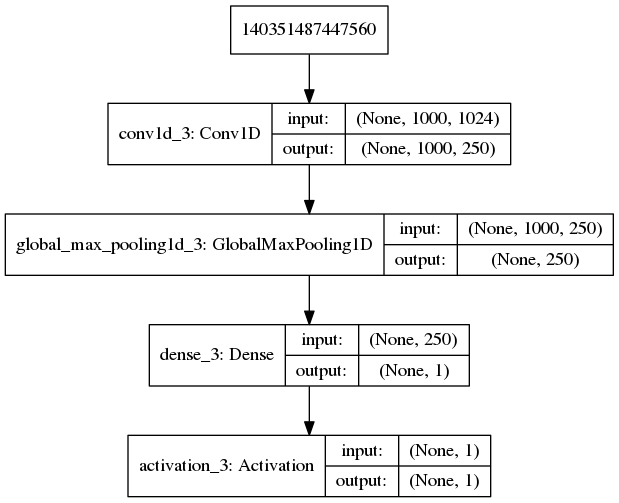 140351487447560
conv1d_3: Conv1D
input:
(None, 1000, 1024)
output:
(None, 1000, 250)
global_max_pooling1d_3: GlobalMaxPooling1D
input:
(None, 1000, 250)
output:
(None, 250)
dense_3: Dense
input:
(None, 250)
output:
(None, 1)
activation_3: Activation
input:
(None, 1)
output:
(None, 1)